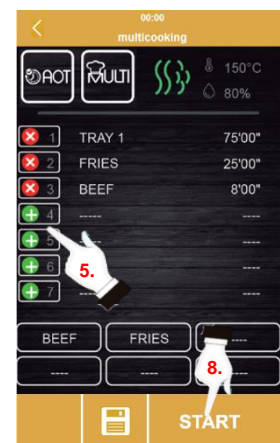 00:00
multicooking
AOT MULTI 150°C
80%
1 TRAY 1 75'00"
2 FRIES 25'00"
3 BEEF 8'00"
4 ----- ----
5 ----
6 ----
7 ----
5.
BEEF FRIES ----
---- ---- ----
8.
START